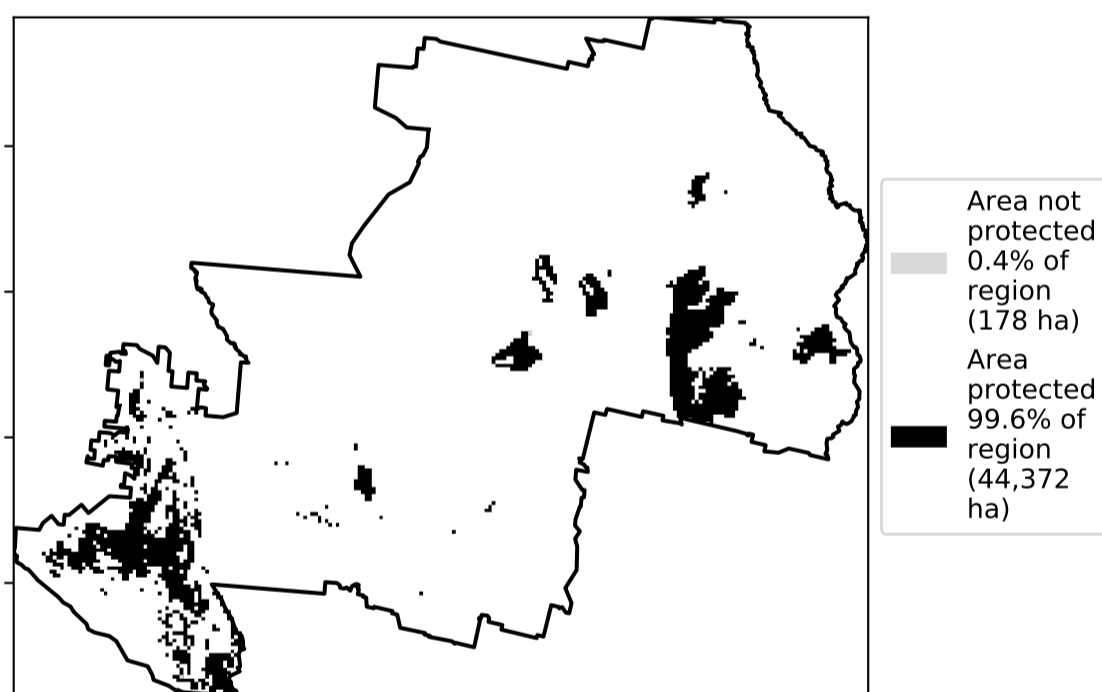 Area not
protected
0.4% of
region
(178 ha)
Area
protected
99.6% of
region
(44,372
ha)